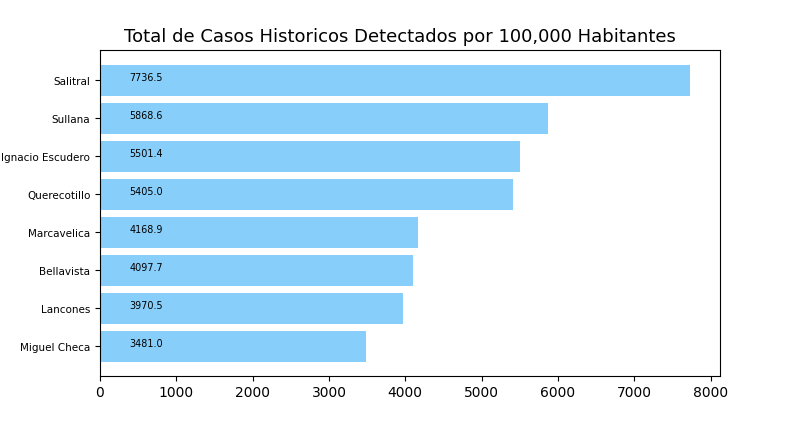 Total de Casos Historicos Detectados por 100,000 Habitantes
Salitral 7736.5
Sullana 5868.6
Ignacio Escudero 5501.4
Querecotillo 5405.0
Marcavelica 4168.9
Bellavista 4097.7
Lancones 3970.5
Miguel Checa 3481.0
0 1000 2000 3000 4000 5000 6000 7000 8000